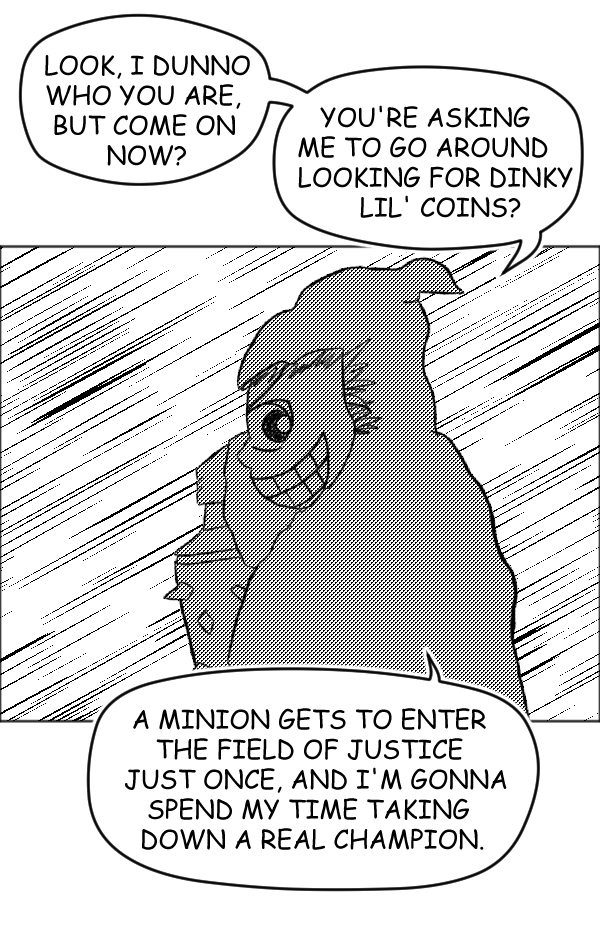 LOOK, I DUNNO
WHO YOU ARE,
BUT COME ON
NOW?
YOU'RE ASKING
ME TO GO AROUND
LOOKING FOR DINKY
LIL' COINS?
A MINION GETS TO ENTER
THE FIELD OF JUSTICE
JUST ONCE, AND I'M GONNA
SPEND MY TIME TAKING
DOWN A REAL CHAMPION.